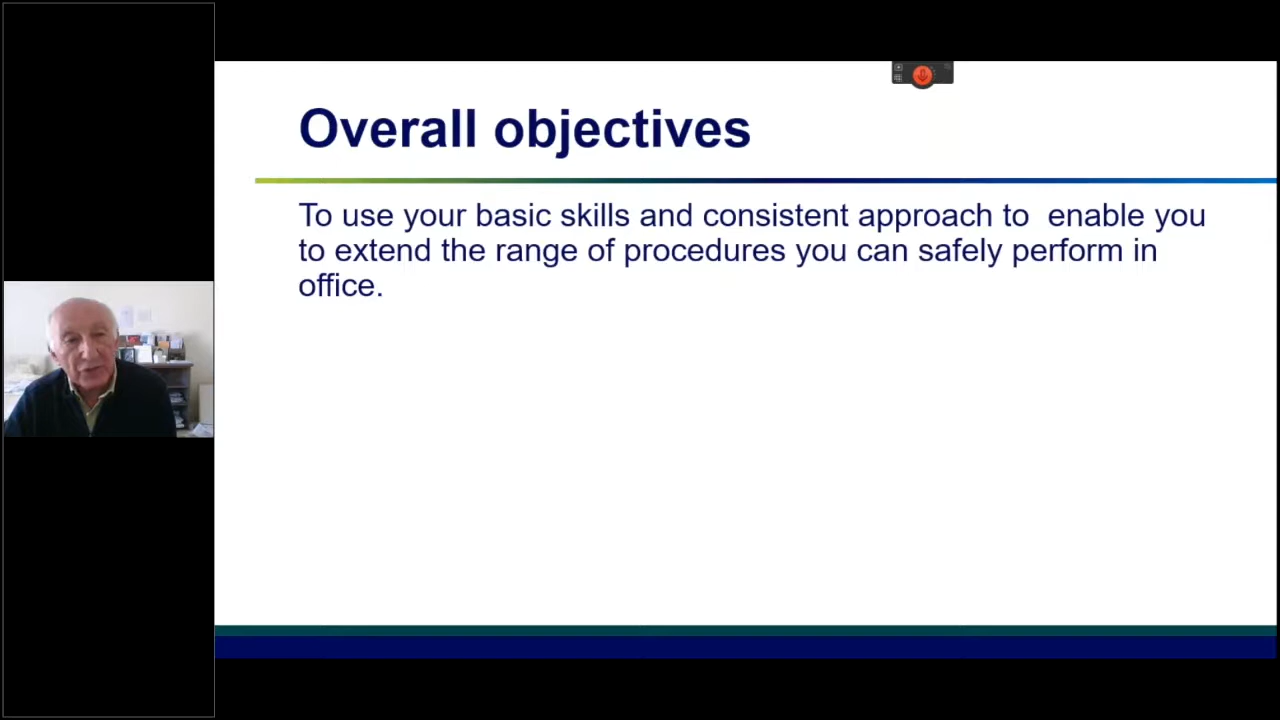 Overall objectives
To use your basic skills and consistent approach to  enable you
to extend the range of procedures you can safely perform in
office.